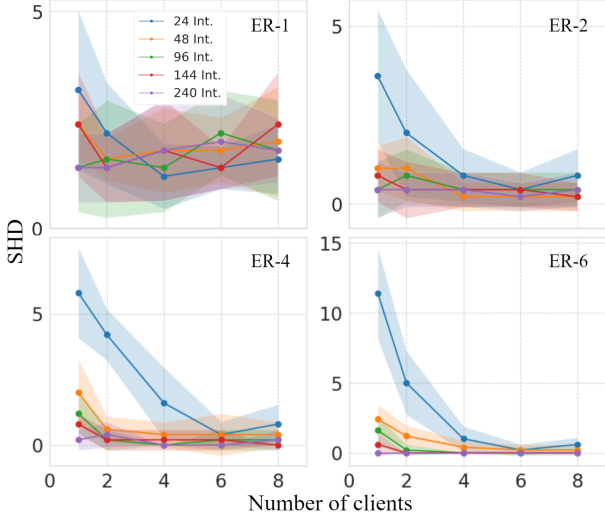 5
24 Int.
48 Int.
96 Int.
144 Int.
240 Int.
ER-1
0
5
ER-2
0
SHD
5
ER-4
0
0 2 4 6 8
15
ER-6
10
5
0
0 2 4 6 8
Number of clients